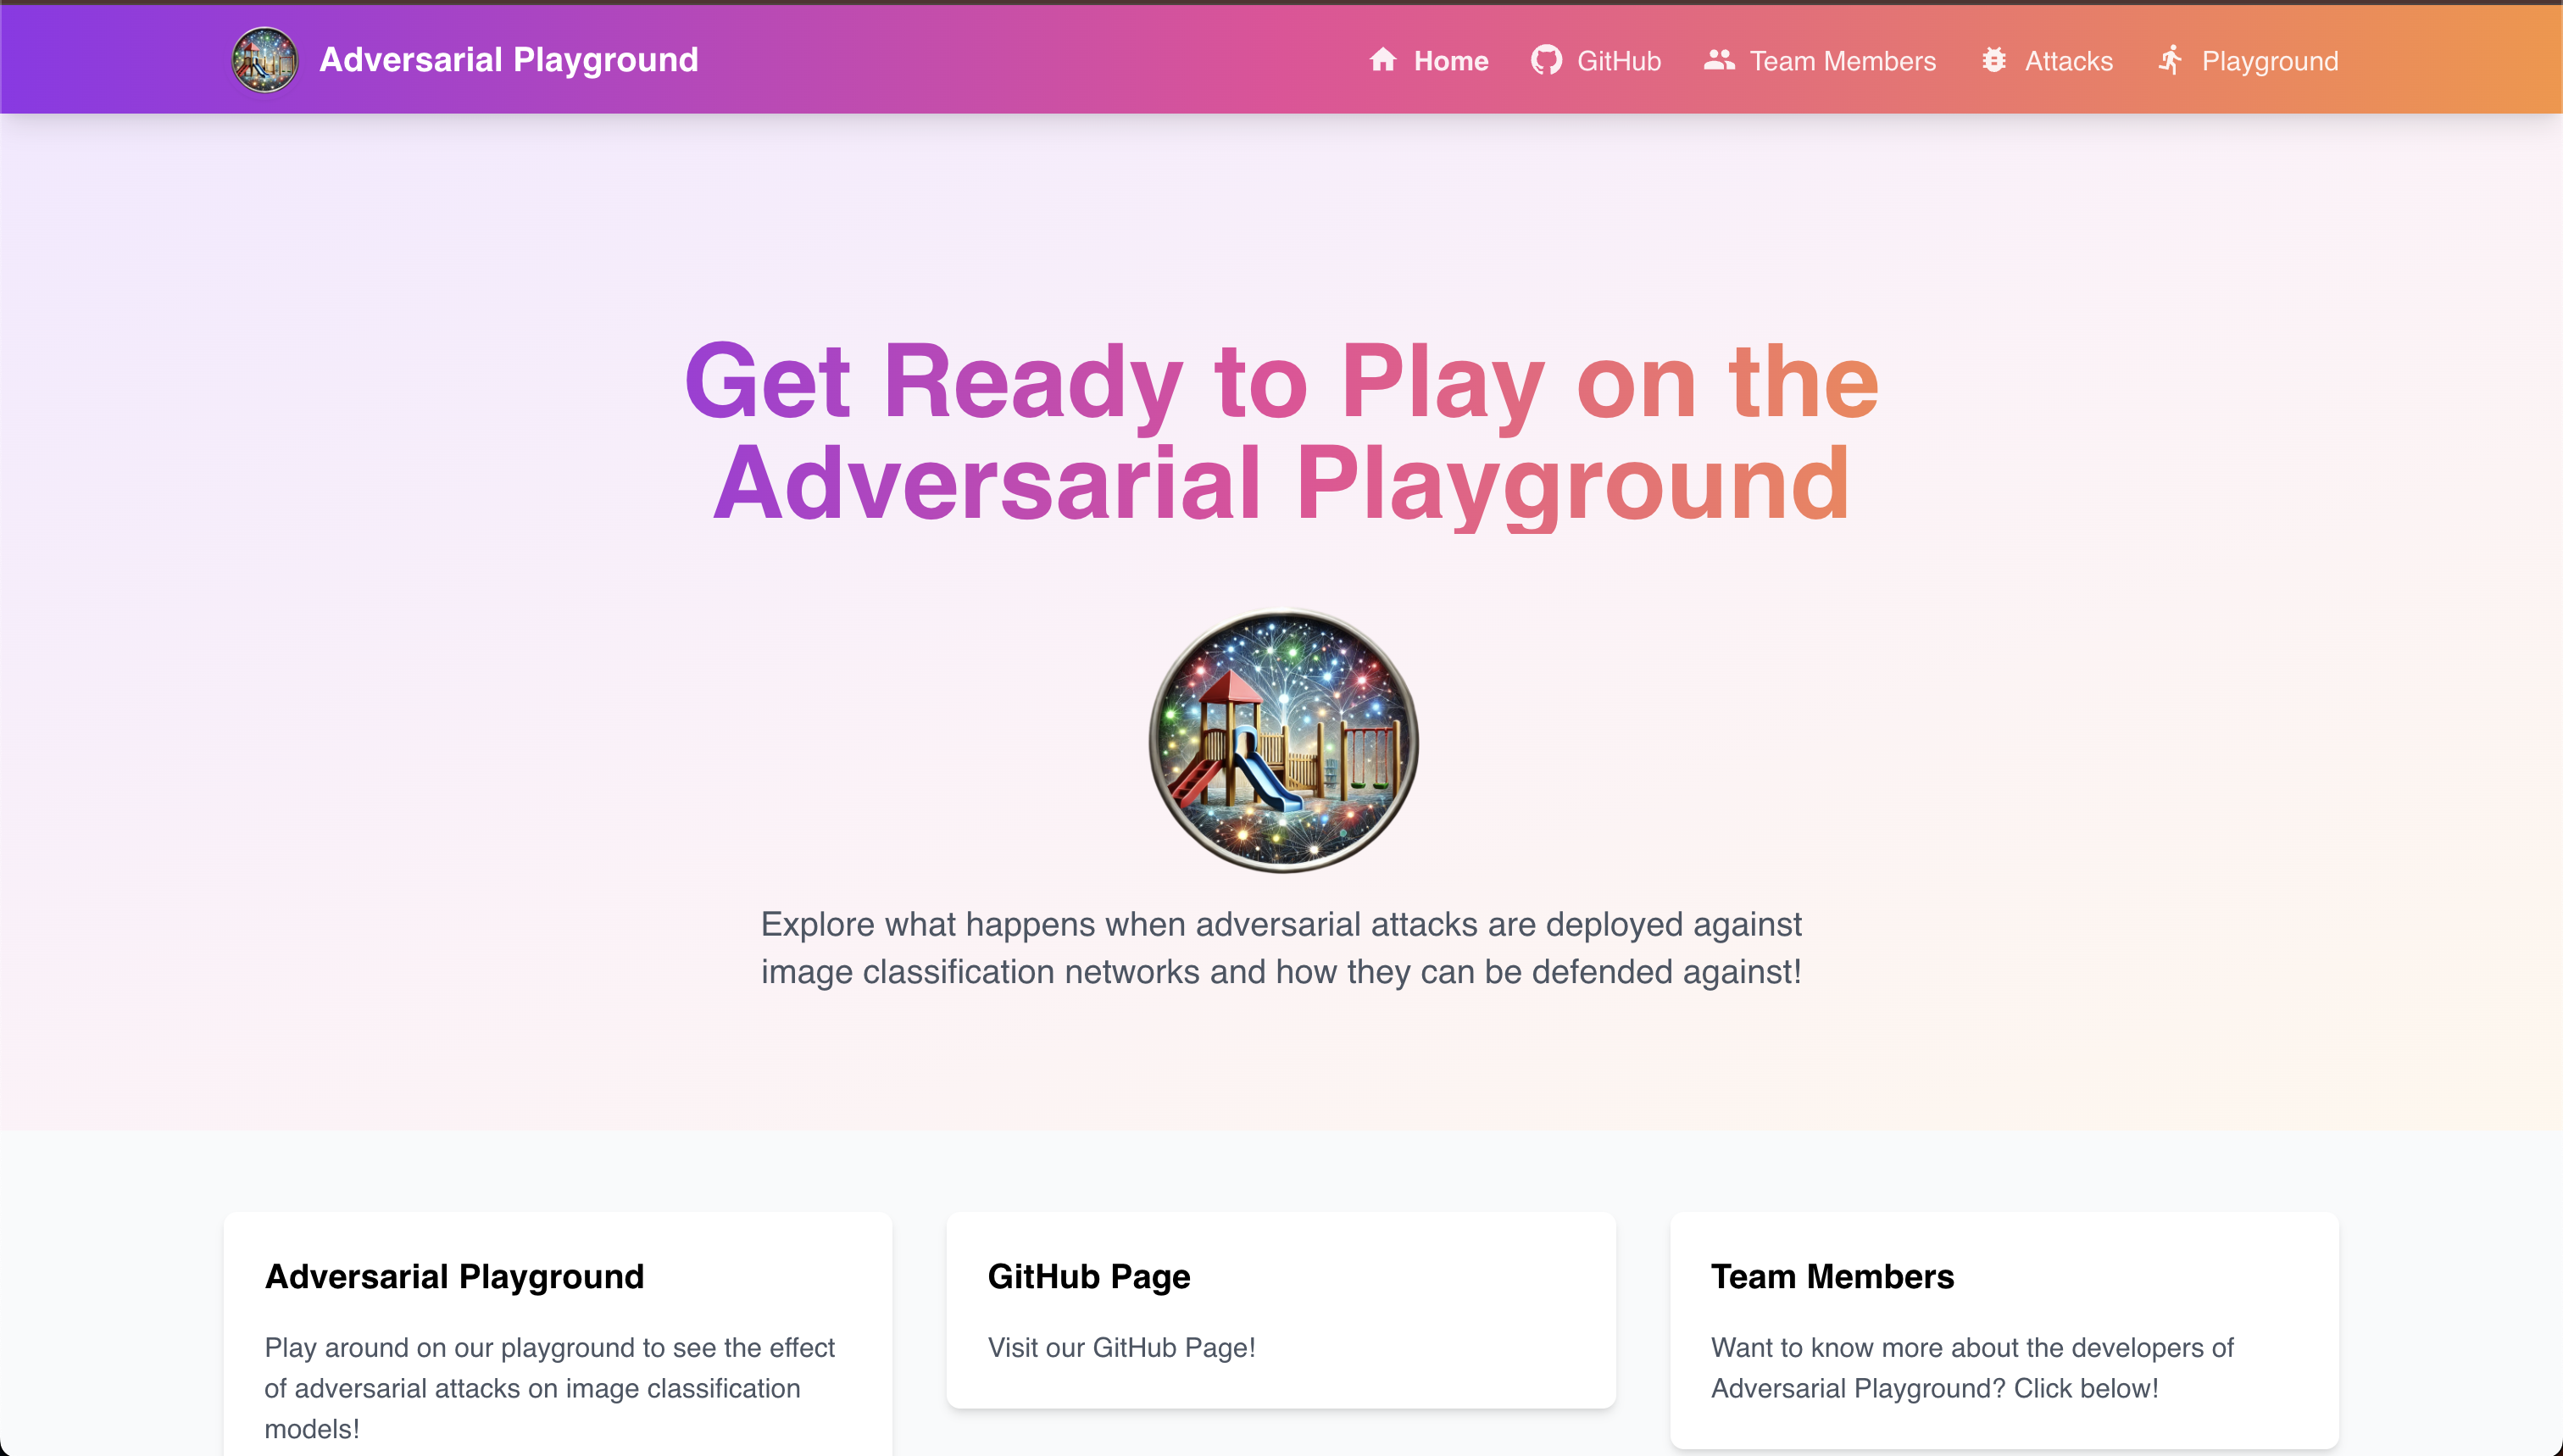 Adversarial Playground
Home
GitHub
Team Members
Attacks
Playground
Get Ready to Play on the
Adversarial Playground
Explore what happens when adversarial attacks are deployed against
image classification networks and how they can be defended against!
Adversarial Playground
Play around on our playground to see the effect
of adversarial attacks on image classification
models!
GitHub Page
Visit our GitHub Page!
Team Members
Want to know more about the developers of
Adversarial Playground? Click below!